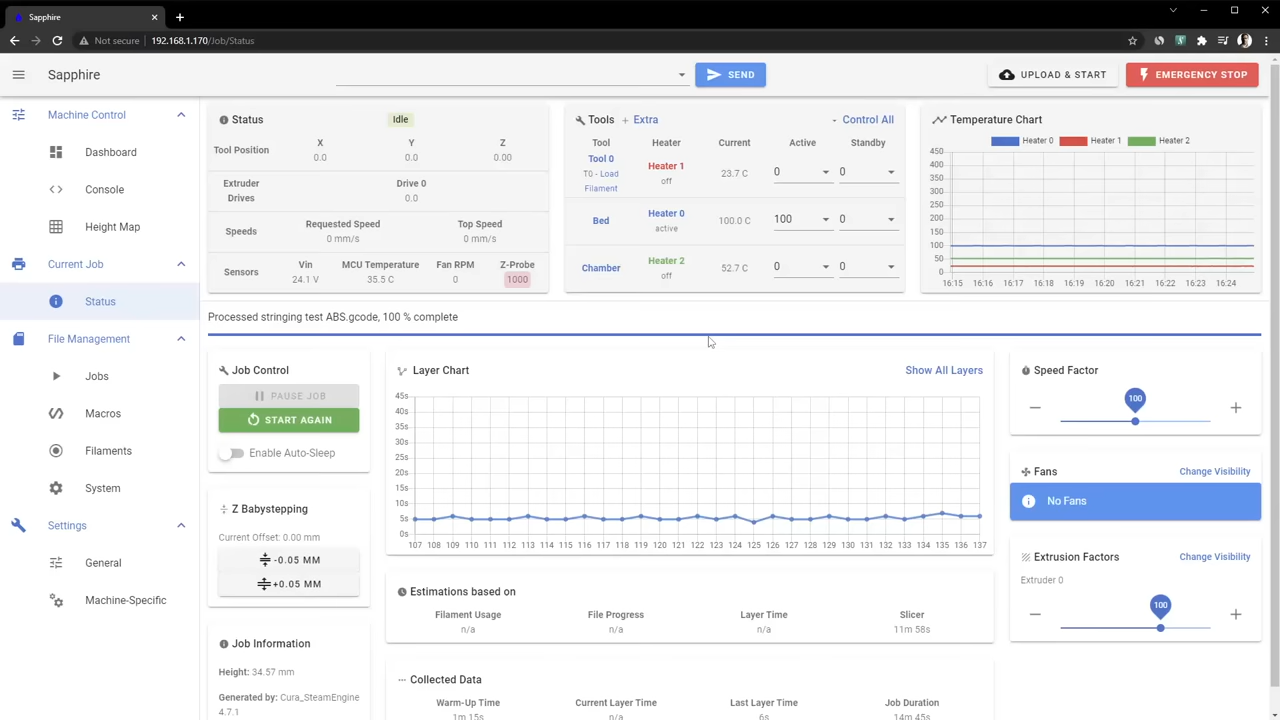 Sapphire
Not secure 192.168.1.170/Job/Status
Sapphire
SEND
UPLOAD & START
EMERGENCY STOP
Machine Control
Dashboard
Console
Height Map
Current Job
Status
File Management
Jobs
Macros
Filaments
System
Settings
General
Machine-Specific
Status Idle
Tool Position X Y Z
0.0 0.0 0.00
Extruder Drives Drive 0
0.0
Speeds Requested Speed Top Speed
0 mm/s 0 mm/s
Sensors Vin MCU Temperature Fan RPM Z-Probe
24.1 V 35.5 C 0 1000
Tools + Extra Control All
Tool Heater Current Active Standby
Tool 0 Heater 1 23.7 C 0 0
T0 - Load Filament off
Bed Heater 0 100.0 C 100 0
active
Chamber Heater 2 52.7 C 0 0
off
Temperature Chart
Heater 0 Heater 1 Heater 2
450
400
350
300
250
200
150
100
50
0
16:15 16:16 16:17 16:18 16:19 16:20 16:21 16:22 16:23 16:24
Processed stringing test ABS.gcode, 100 % complete
Job Control
PAUSE JOB
START AGAIN
Enable Auto-Sleep
Z Babystepping
Current Offset: 0.00 mm
-0.05 MM
+0.05 MM
Job Information
Height: 34.57 mm
Generated by: Cura_SteamEngine
4.7.1
Layer Chart Show All Layers
45s
40s
35s
30s
25s
20s
15s
10s
5s
0s
107 108 109 110 111 112 113 114 115 116 117 118 119 120 121 122 123 124 125 126 127 128 129 130 131 132 133 134 135 136 137
Estimations based on
Filament Usage File Progress Layer Time Slicer
n/a n/a n/a 11m 58s
Collected Data
Warm-Up Time Current Layer Time Last Layer Time Job Duration
1m 15s n/a 6s 14m 45s
Speed Factor
100
Fans Change Visibility
No Fans
Extrusion Factors Change Visibility
Extruder 0
100